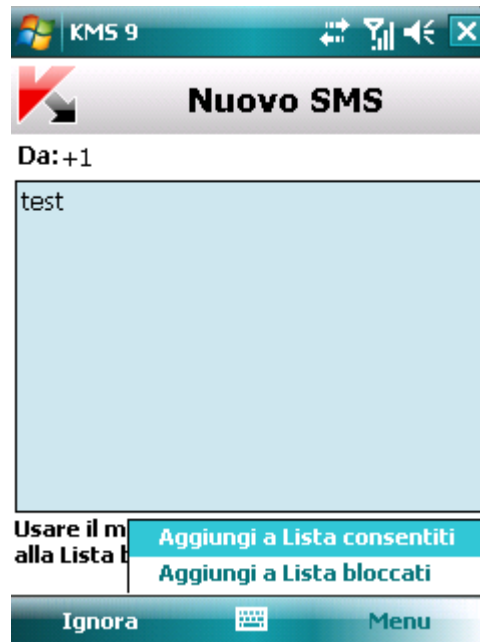 KMS 9
Nuovo SMS
Da:+1
test
Usare il
alla Lista
Aggiungi a Lista consentiti
Aggiungi a Lista bloccati
Ignora
Menu